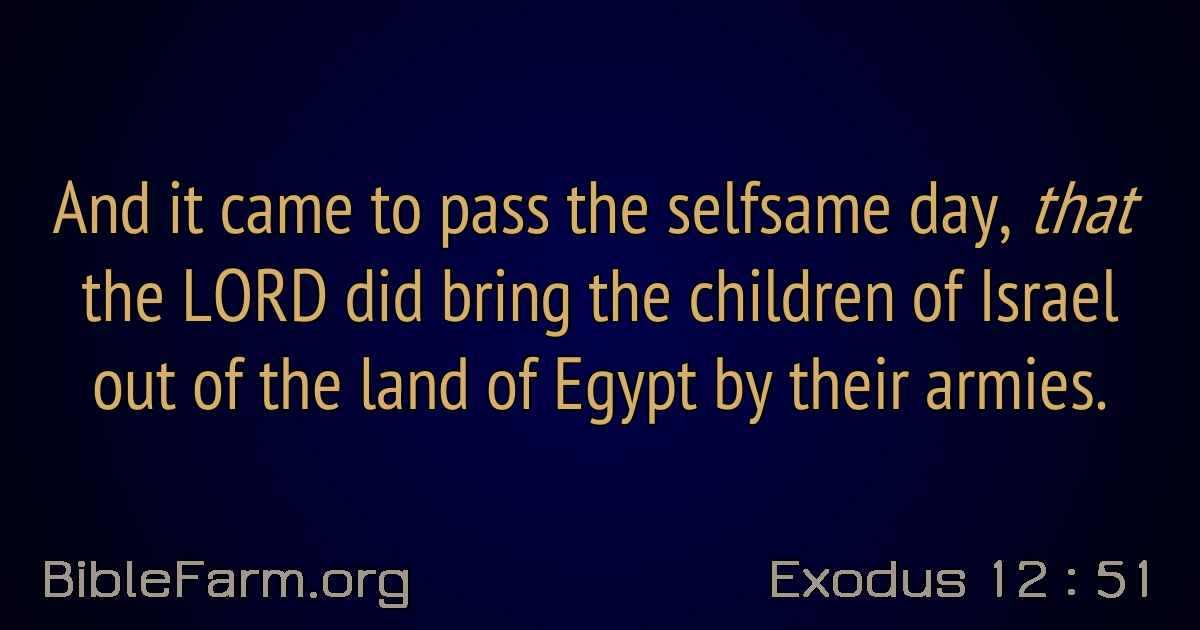 And it came to pass the selfsame day, that
the LORD did bring the children of Israel
out of the land of Egypt by their armies.
BibleFarm.org
Exodus 12 : 51